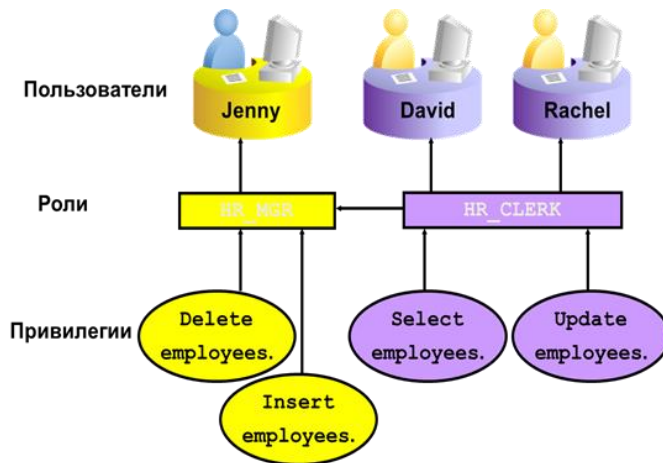 Пользователи
Jenny
David
Rachel
Роли
HR_MGR
HR_CLERK
Привилегии
Delete
employees.
Select
employees.
Update
employees.
Insert
employees.